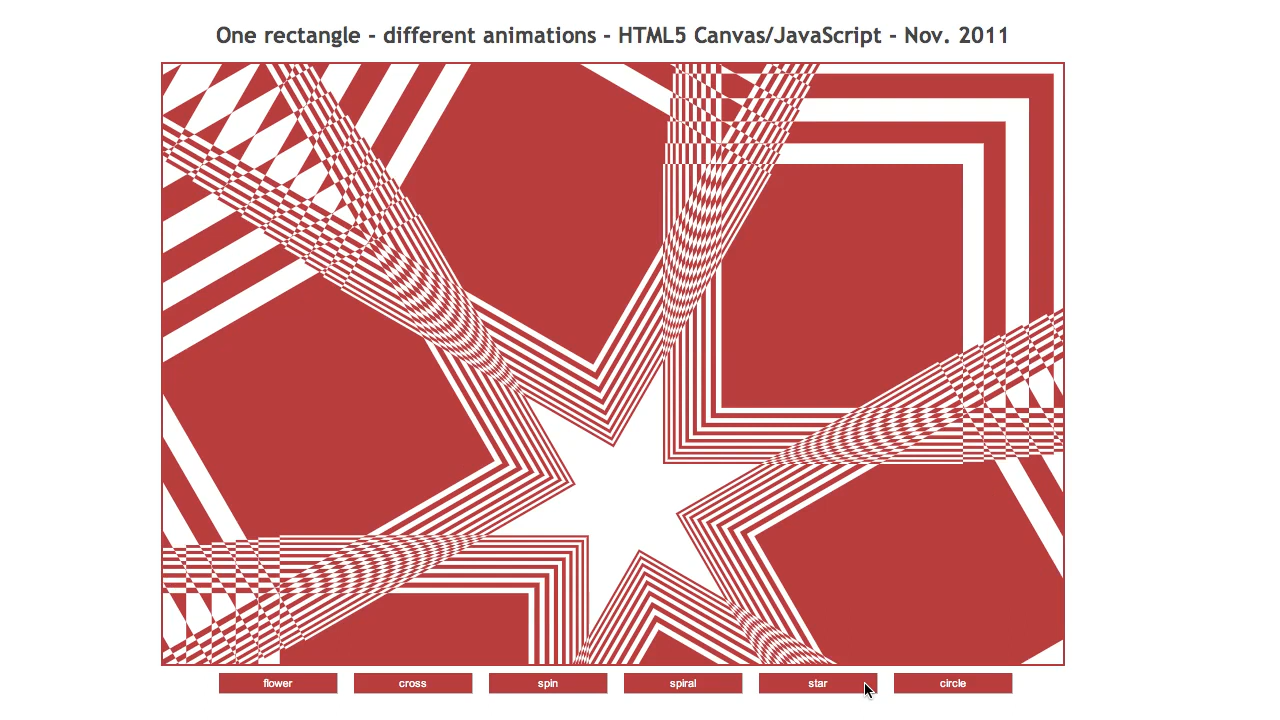 One rectangle - different animations - HTML5 Canvas/JavaScript - Nov. 2011
flower cross spin spiral star circle